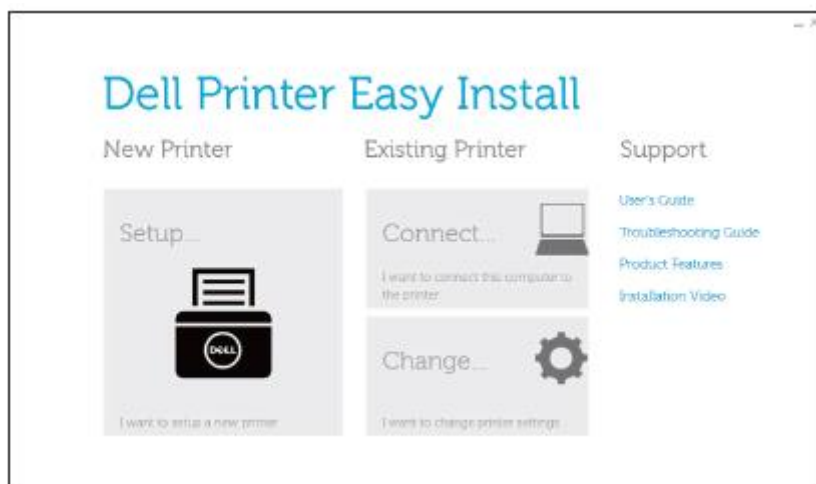 Dell Printer Easy Install
New Printer
Setup...
DELL
I want to setup a new printer
Existing Printer
Connect...
I want to connect this computer to
the printer
Change...
I want to change printer settings
Support
User's Guide
Troubleshooting Guide
Product Features
Installation Video